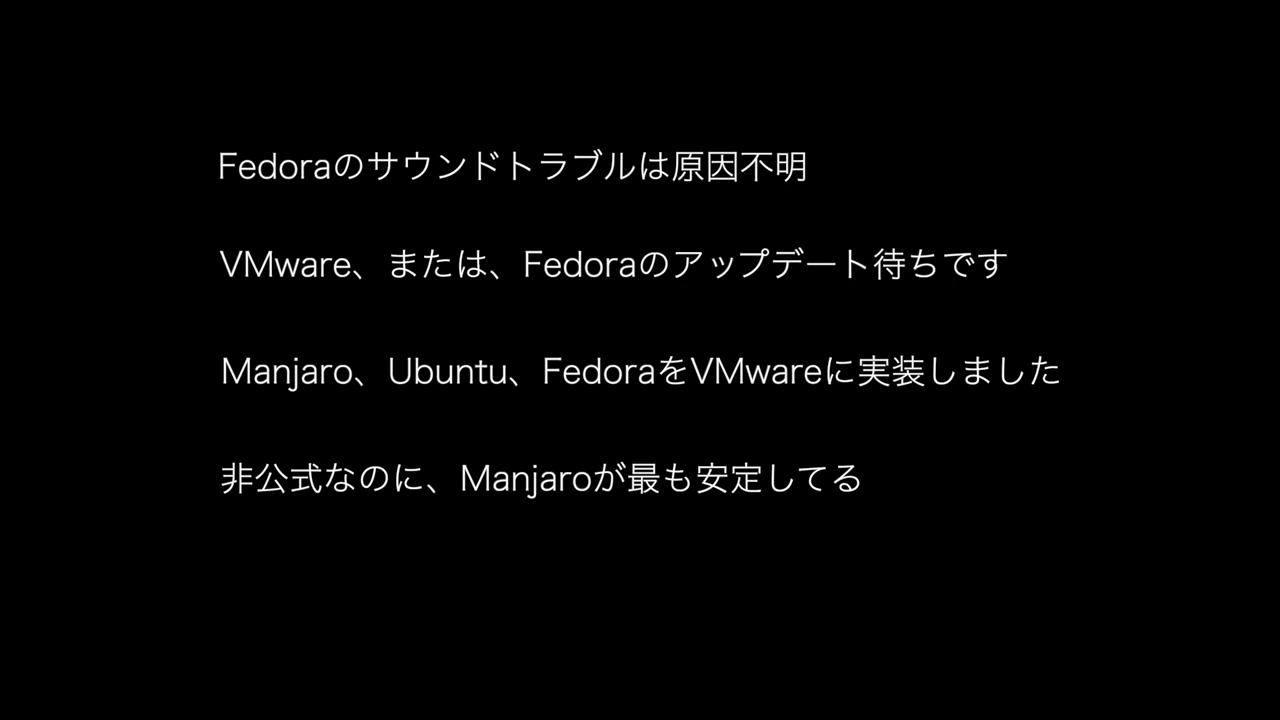 Fedoraのサウンドトラブルは原因不明
VMware、または、Fedoraのアップデート待ちです
Manjaro、Ubuntu、FedoraをVMwareに実装しました
非公式なのに、Manjaroが最も安定してる